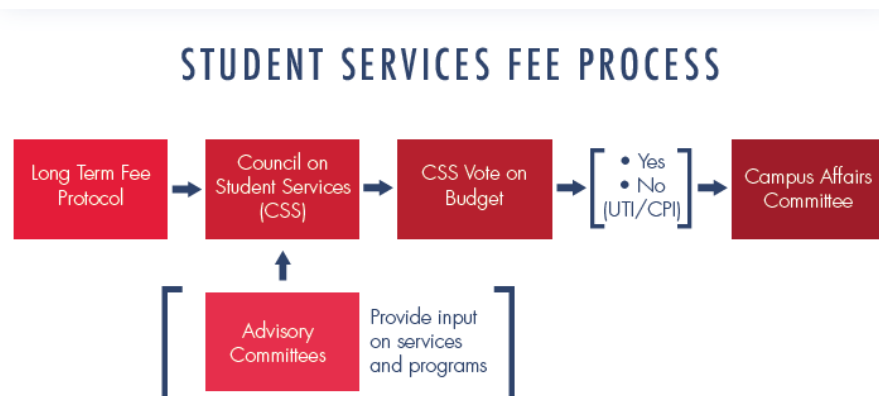 STUDENT SERVICES FEE PROCESS
Long Term Fee
Protocol
Council on
Student Services
(CSS)
CSS Vote on
Budget
• Yes
• No
(UTI/CPI)
Campus Affairs
Committee
Advisory
Committees
Provide input
on services
and programs